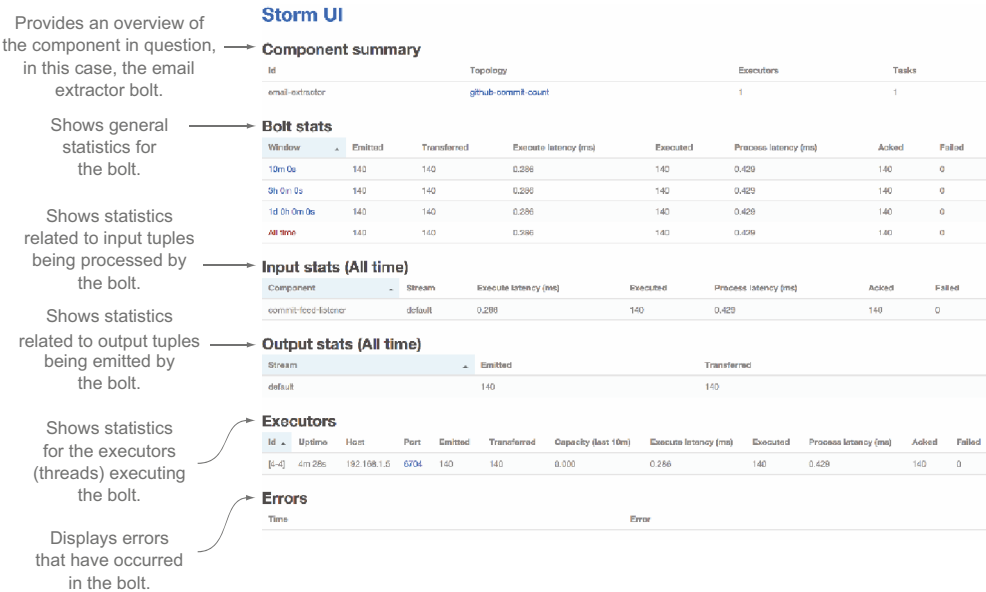 Provides an overview of
the component in question,
in this case, the email
extractor bolt.
Shows general
statistics for
the bolt.
Shows statistics
related to input tuples
being processed by
the bolt.
Shows statistics
related to output tuples
being emitted by
the bolt.
Shows statistics
for the executors
(threads) executing
the bolt.
Displays errors
that have occurred
in the bolt.
Storm UI
Component summary
Id Topology Executors Tasks
email-extractor github-commit-count 1 1
Bolt stats
Window Emitted Transferred Execute latency (ms) Executed Process latency (ms) Acked Failed
10m 0s 140 140 0.286 140 0.429 140 0
3h 0m 0s 140 140 0.286 140 0.429 140 0
1d 0h 0m 0s 140 140 0.286 140 0.429 140 0
All time 140 140 0.286 140 0.429 140 0
Input stats (All time)
Component Stream Execute latency (ms) Executed Process latency (ms) Acked Failed
commit-feed-listener default 0.286 140 0.429 140 0
Output stats (All time)
Stream Emitted Transferred
default 140 140
Executors
Id Uptime Host Port Emitted Transferred Capacity (last 10m) Execute latency (ms) Executed Process latency (ms) Acked Failed
[4-4] 4m 28s 192.168.1.5 6704 140 140 0.000 0.286 140 0.429 140 0
Errors
Time Error